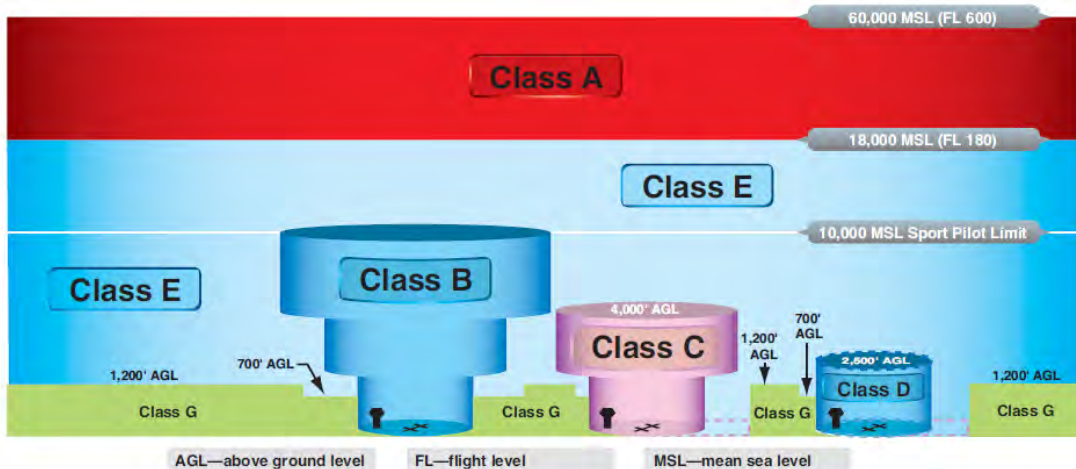 60,000 MSL (FL 600)
Class A
18,000 MSL (FL 180)
Class E
10,000 MSL Sport Pilot Limit
Class E
Class B
4,000' AGL
Class C
700' AGL
1,200' AGL
700' AGL
2,500' AGL
1,200' AGL
1,200' AGL
Class D
Class G
Class G
Class G
Class G
AGL—above ground level FL—flight level MSL—mean sea level